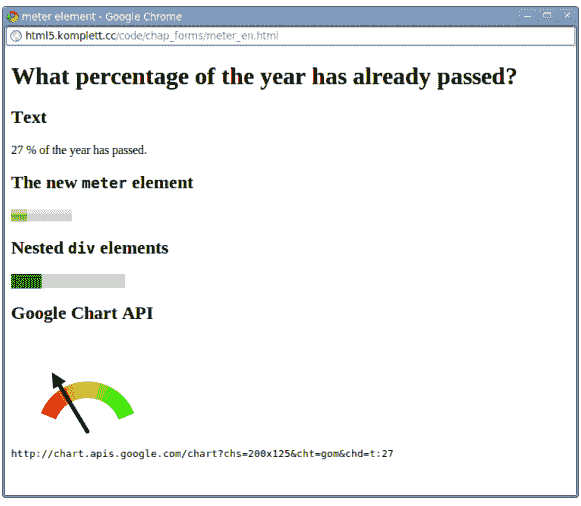 meter element - Google Chrome
html5.komplett.cc/code/chap_forms/meter_en.html
What percentage of the year has already passed?
Text
27 % of the year has passed.
The new meter element
Nested div elements
Google Chart API
http://chart.apis.google.com/chart?chs=200x125&cht=gom&chd=t:27